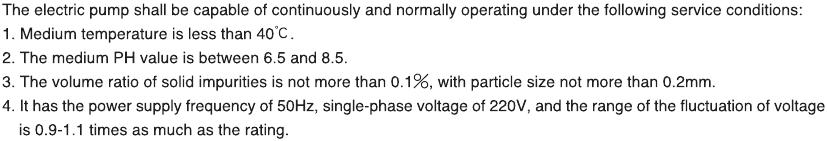 The electric pump shall be capable of continuously and normally operating under the following service conditions:
1. Medium temperature is less than 40℃.
2. The medium PH value is between 6.5 and 8.5.
3. The volume ratio of solid impurities is not more than 0.1%, with particle size not more than 0.2mm.
4. It has the power supply frequency of 50Hz, single-phase voltage of 220V, and the range of the fluctuation of voltage
is 0.9-1.1 times as much as the rating.